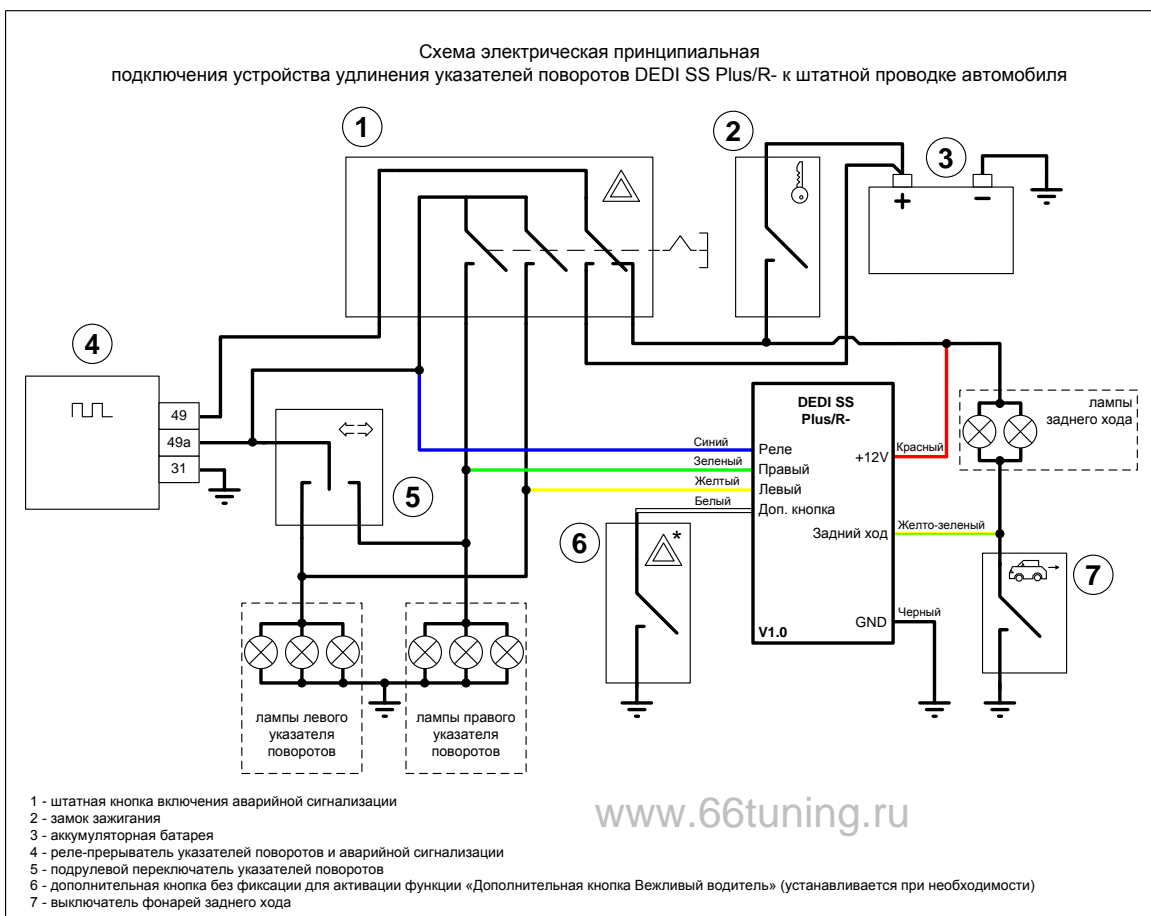 Схема электрическая принципиальная
подключения устройства удлинения указателей поворотов DEDI SS Plus/R- к штатной проводке автомобиля
1
2
3
+
−
4
49
49а
31
5
DEDI SS
Plus/R-
Синий
Реле
Зеленый
Правый
Желтый
Левый
Белый
Доп. кнопка
+12V
Красный
Задний ход
Желто-зеленый
GND
Черный
V1.0
лампы
заднего хода
6
*
7
лампы левого
указателя
поворотов
лампы правого
указателя
поворотов
www.66tuning.ru
1 - штатная кнопка включения аварийной сигнализации
2 - замок зажигания
3 - аккумуляторная батарея
4 - реле-прерыватель указателей поворотов и аварийной сигнализации
5 - подрулевой переключатель указателей поворотов
6 - дополнительная кнопка без фиксации для активации функции «Дополнительная кнопка Вежливый водитель» (устанавливается при необходимости)
7 - выключатель фонарей заднего хода